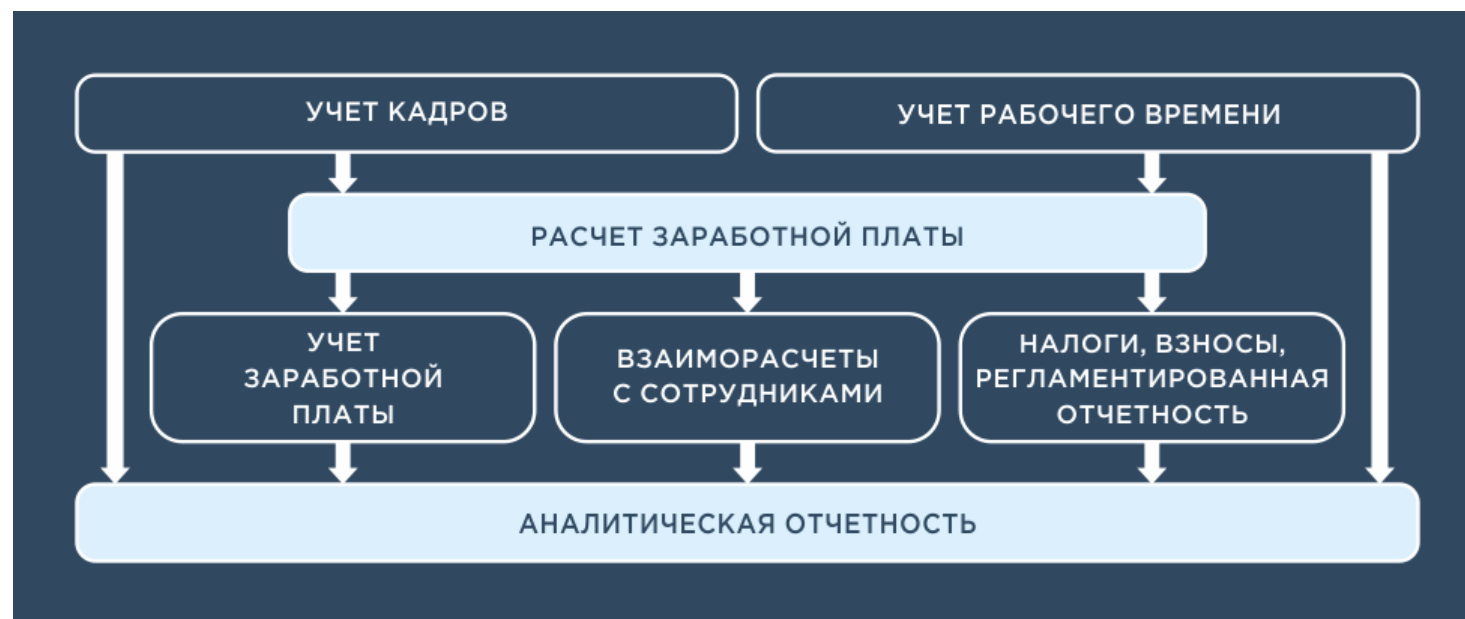 УЧЕТ КАДРОВ
УЧЕТ РАБОЧЕГО ВРЕМЕНИ
РАСЧЕТ ЗАРАБОТНОЙ ПЛАТЫ
УЧЕТ
ЗАРАБОТНОЙ
ПЛАТЫ
ВЗАИМОРАСЧЕТЫ
С СОТРУДНИКАМИ
НАЛОГИ, ВЗНОСЫ,
РЕГЛАМЕНТИРОВАННАЯ
ОТЧЕТНОСТЬ
АНАЛИТИЧЕСКАЯ ОТЧЕТНОСТЬ